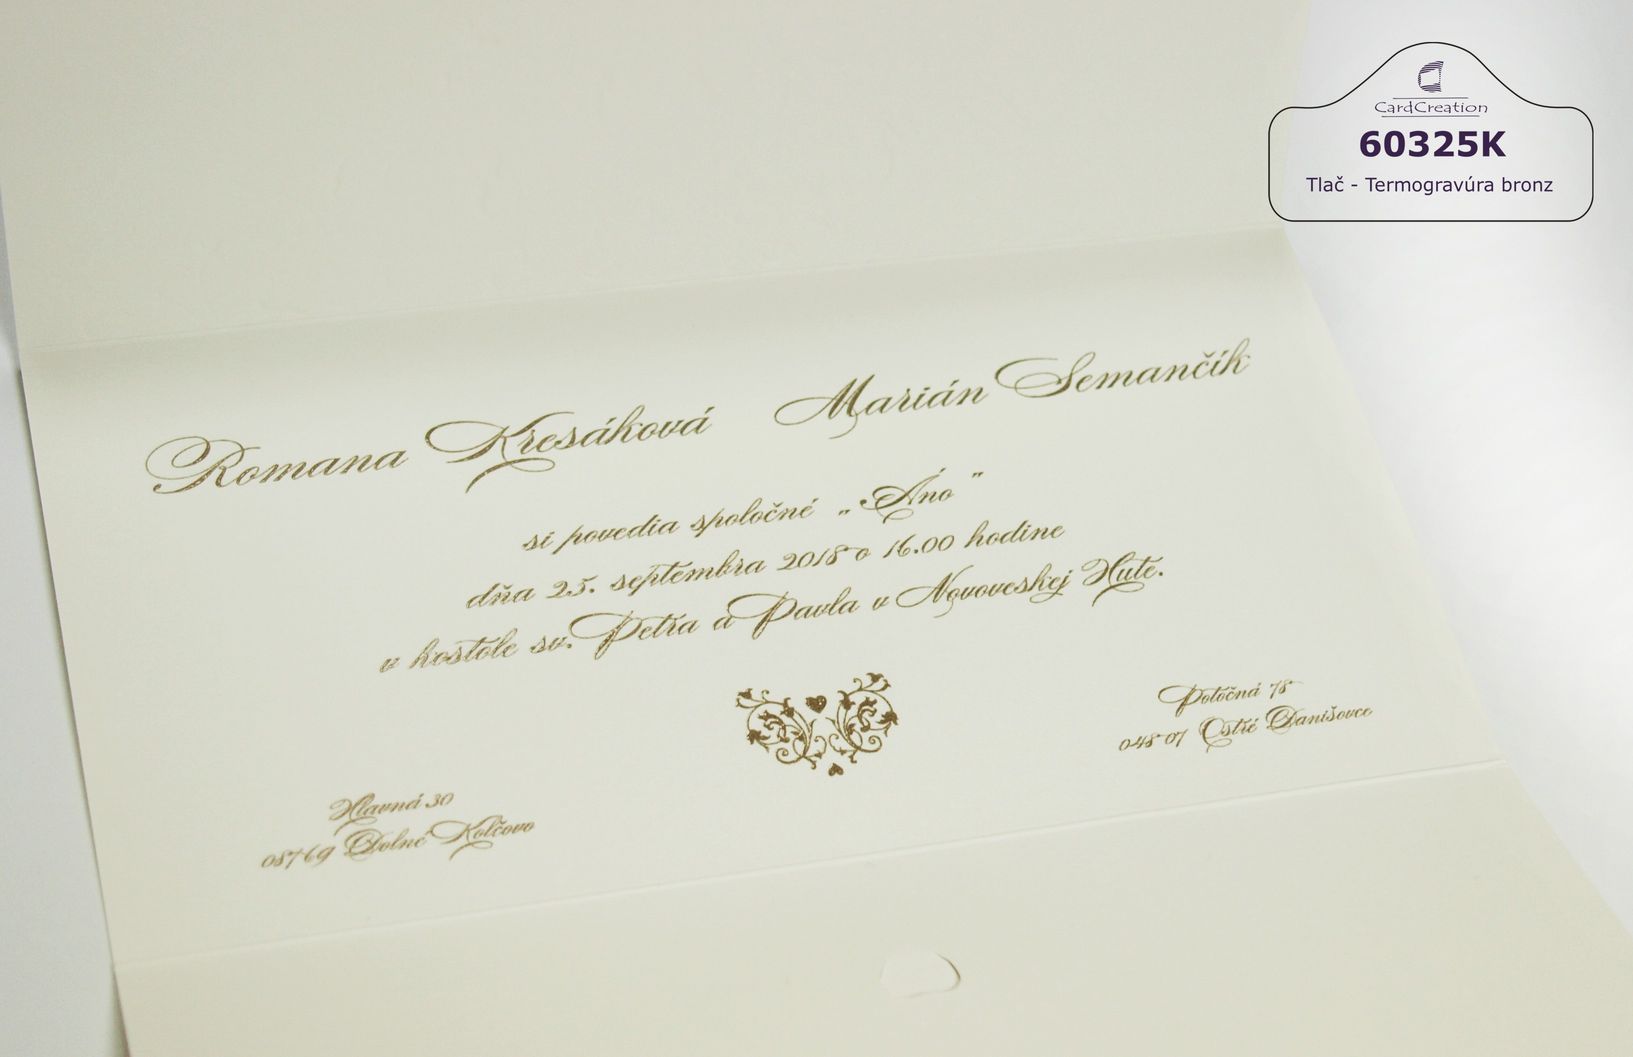 CardCreation
60325K
Tlač - Termogravúra bronz
Romana Kresáková Marián Semančík
si povedia spoločné „Áno"
dňa 25. septembra 2018 o 16.00 hodine
v kostole sv. Petra a Pavla v Novoveskej Hute.
Potočná 78
048 07 Ostré Danišovce
Hlavná 30
087 69 Dolné Kolčovo